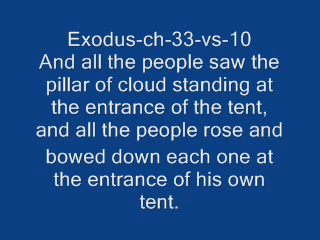 Exodus-ch-33-vs-10
And all the people saw the
pillar of cloud standing at
the entrance of the tent,
and all the people rose and
bowed down each one at
the entrance of his own
tent.